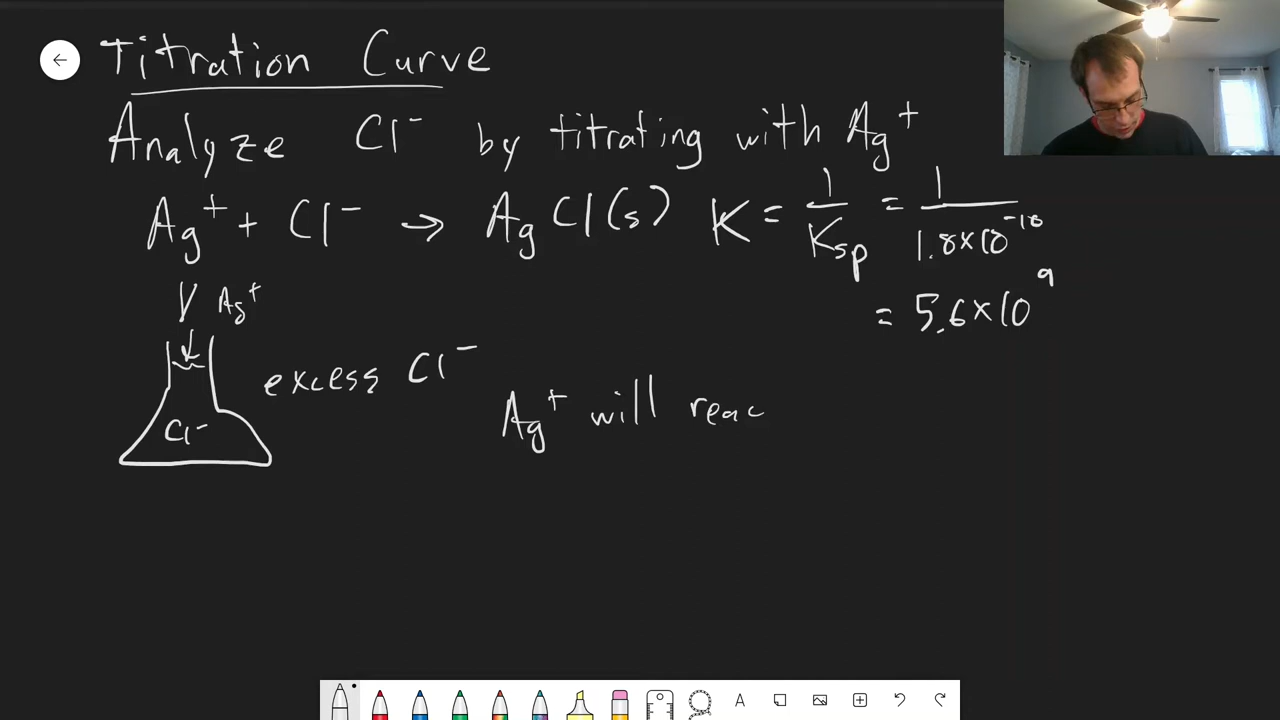 Titration Curve
Analyze Cl⁻ by titrating with Ag⁺
Ag⁺ + Cl⁻ → AgCl(s) K = 1/Ksp = 1/1.8×10⁻¹⁰
= 5.6×10⁹
Ag⁺
excess Cl⁻
Ag⁺ will reac
Cl⁻
A